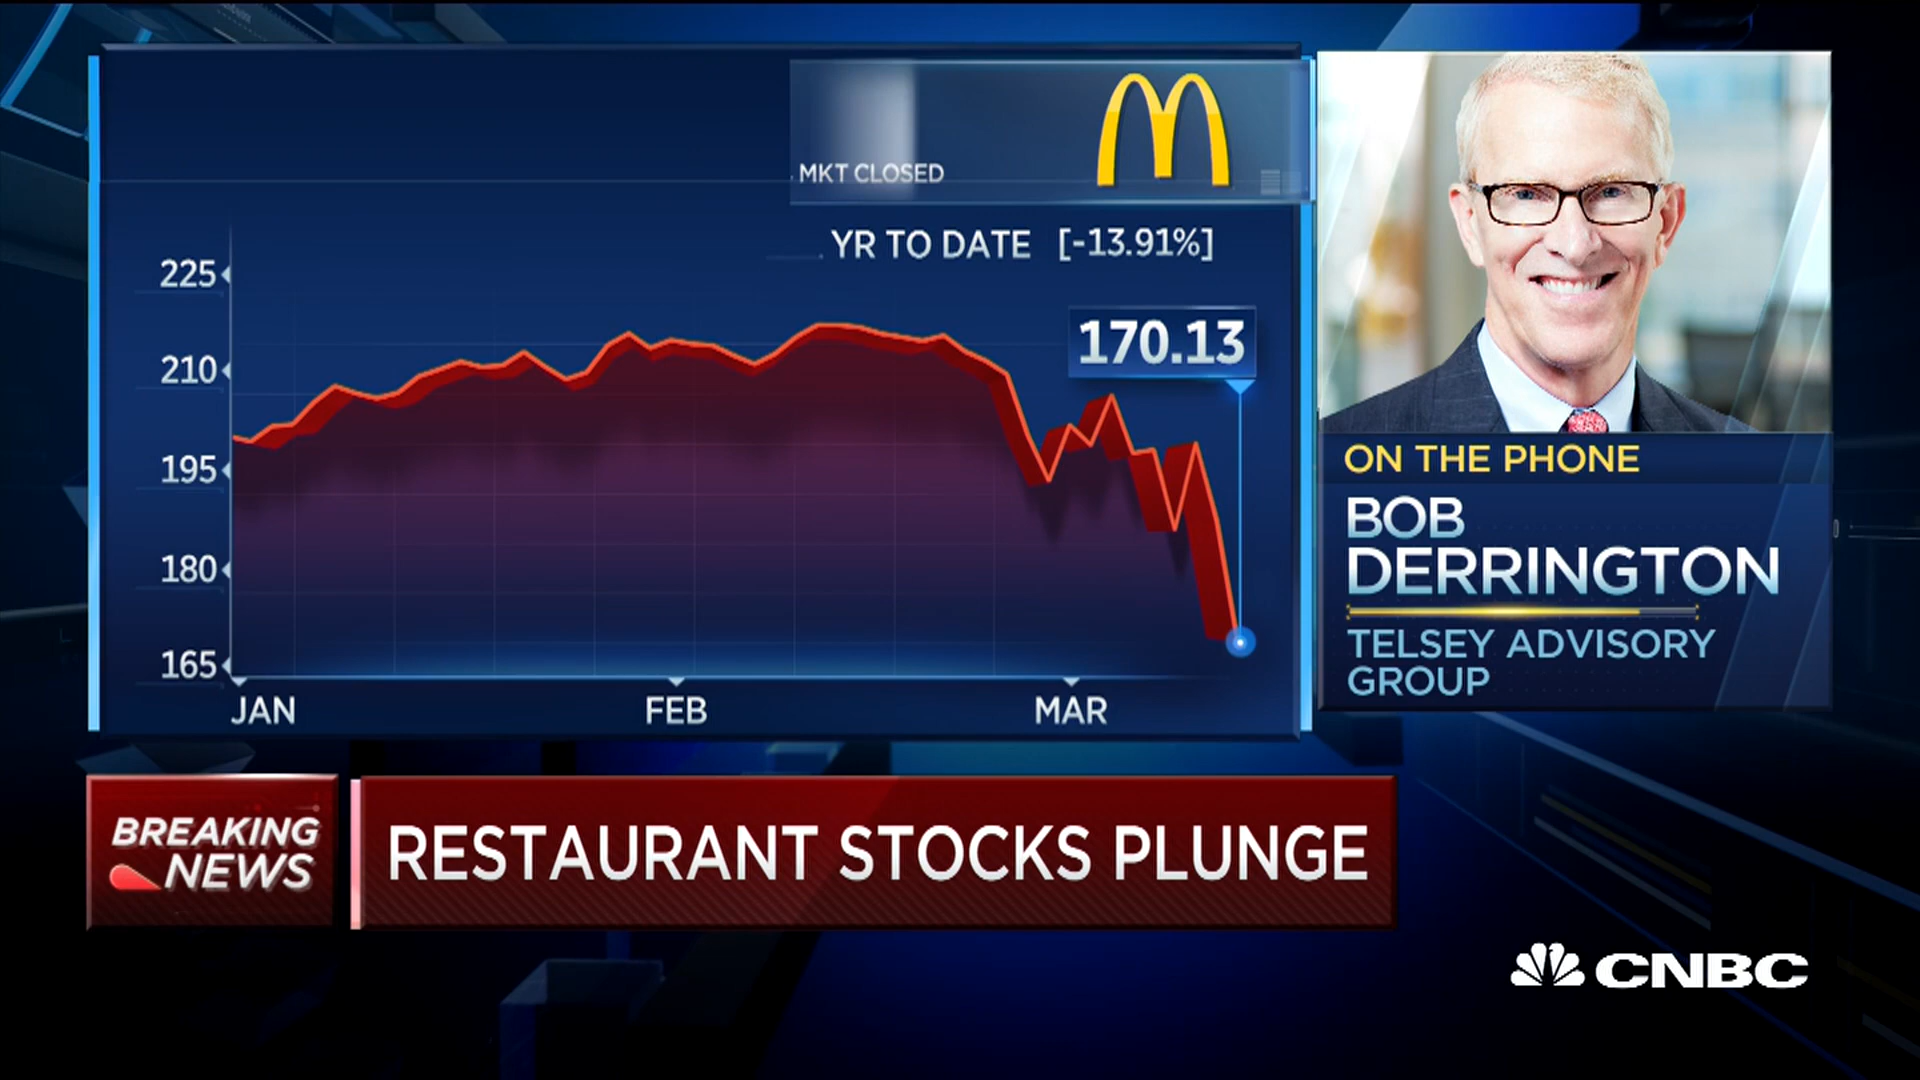 MKT CLOSED
YR TO DATE [-13.91%]
170.13
225
210
195
180
165
JAN FEB MAR
ON THE PHONE
BOB
DERRINGTON
TELSEY ADVISORY
GROUP
BREAKING
NEWS
RESTAURANT STOCKS PLUNGE
CNBC